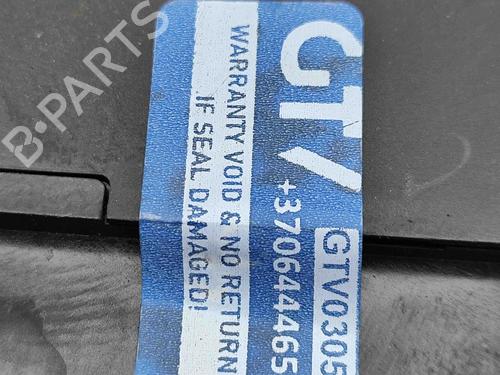 B·PARTS
GTV
+370644465
GTV0305
WARRANTY VOID & NO RETURN
IF SEAL DAMAGED!